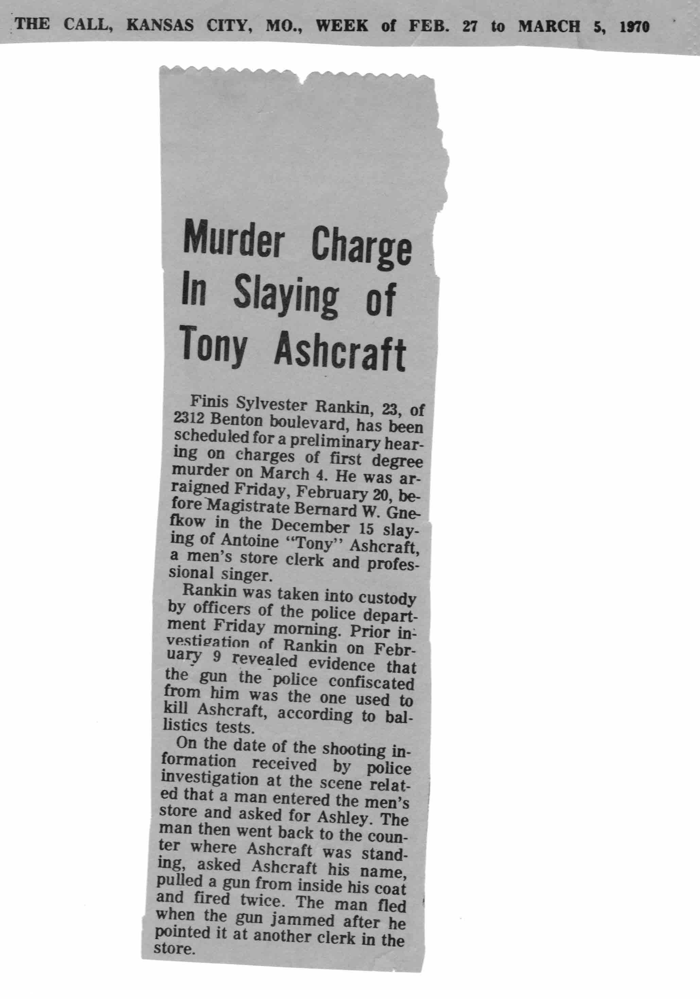 THE CALL, KANSAS CITY, MO., WEEK of FEB. 27 to MARCH 5, 1970
Murder Charge
In Slaying of
Tony Ashcraft
Finis Sylvester Rankin, 23, of
2312 Benton boulevard, has been
scheduled for a preliminary hear-
ing on charges of first degree
murder on March 4. He was ar-
raigned Friday, February 20, be-
fore Magistrate Bernard W. Gne-
fkow in the December 15 slay-
ing of Antoine "Tony" Ashcraft,
a men's store clerk and profes-
sional singer.
Rankin was taken into custody
by officers of the police depart-
ment Friday morning. Prior in-
vestigation of Rankin on Febr-
uary 9 revealed evidence that
the gun the police confiscated
from him was the one used to
kill Ashcraft, according to bal-
listics tests.
On the date of the shooting in-
formation received by police
investigation at the scene relat-
ed that a man entered the men's
store and asked for Ashley. The
man then went back to the coun-
ter where Ashcraft was stand-
ing, asked Ashcraft his name,
pulled a gun from inside his coat
and fired twice. The man fled
when the gun jammed after he
pointed it at another clerk in the
store.